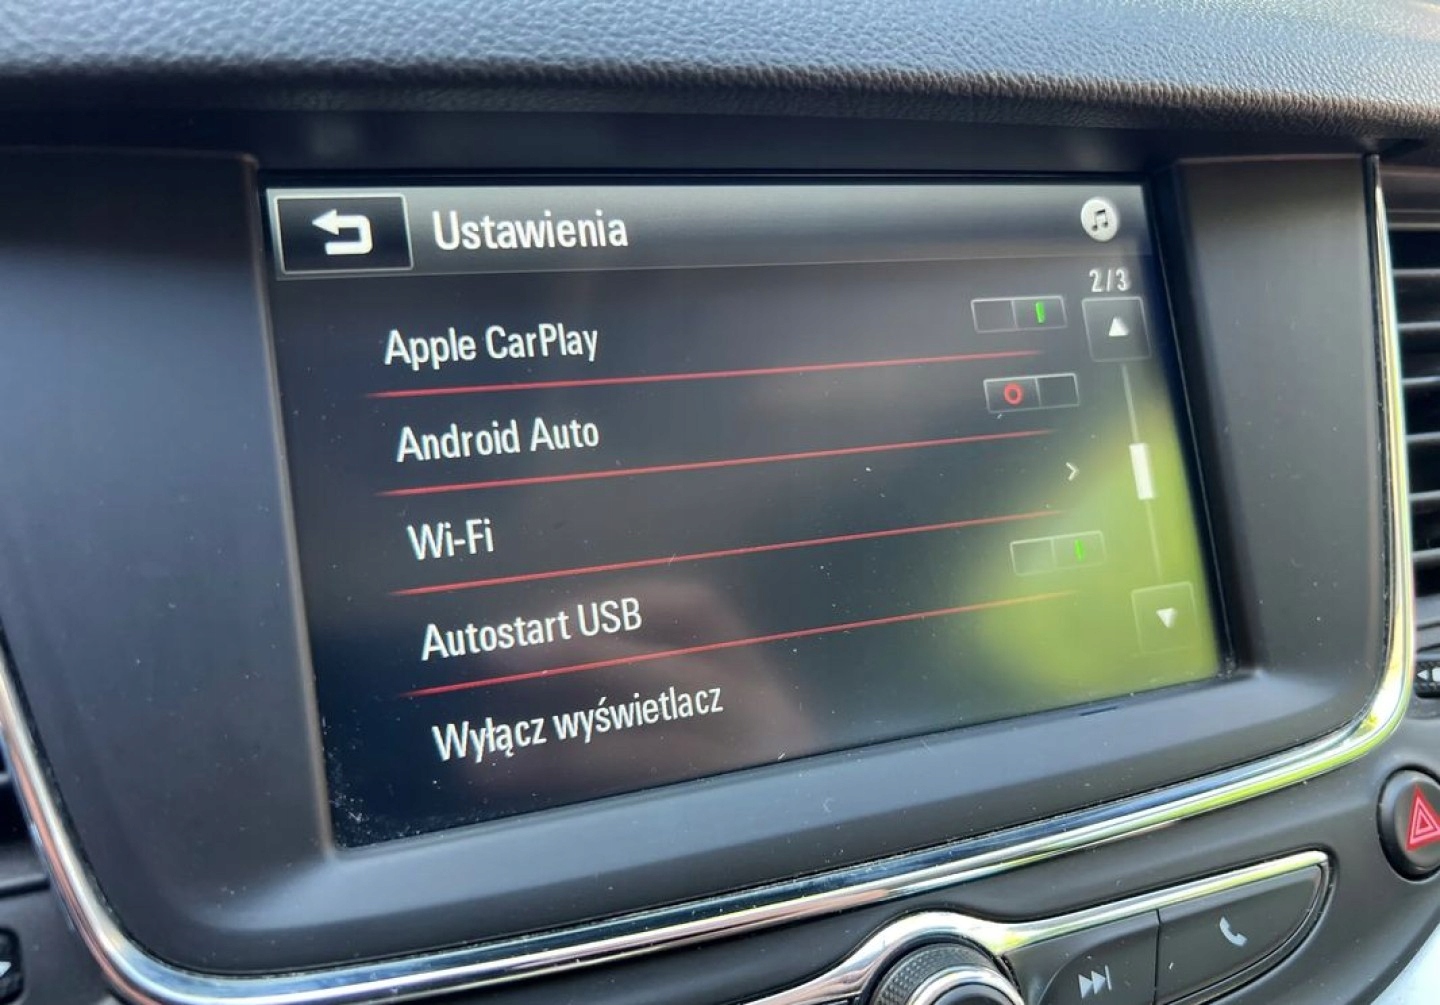 Ustawienia
2/3
Apple CarPlay
Android Auto
Wi-Fi
Autostart USB
Wyłącz wyświetlacz